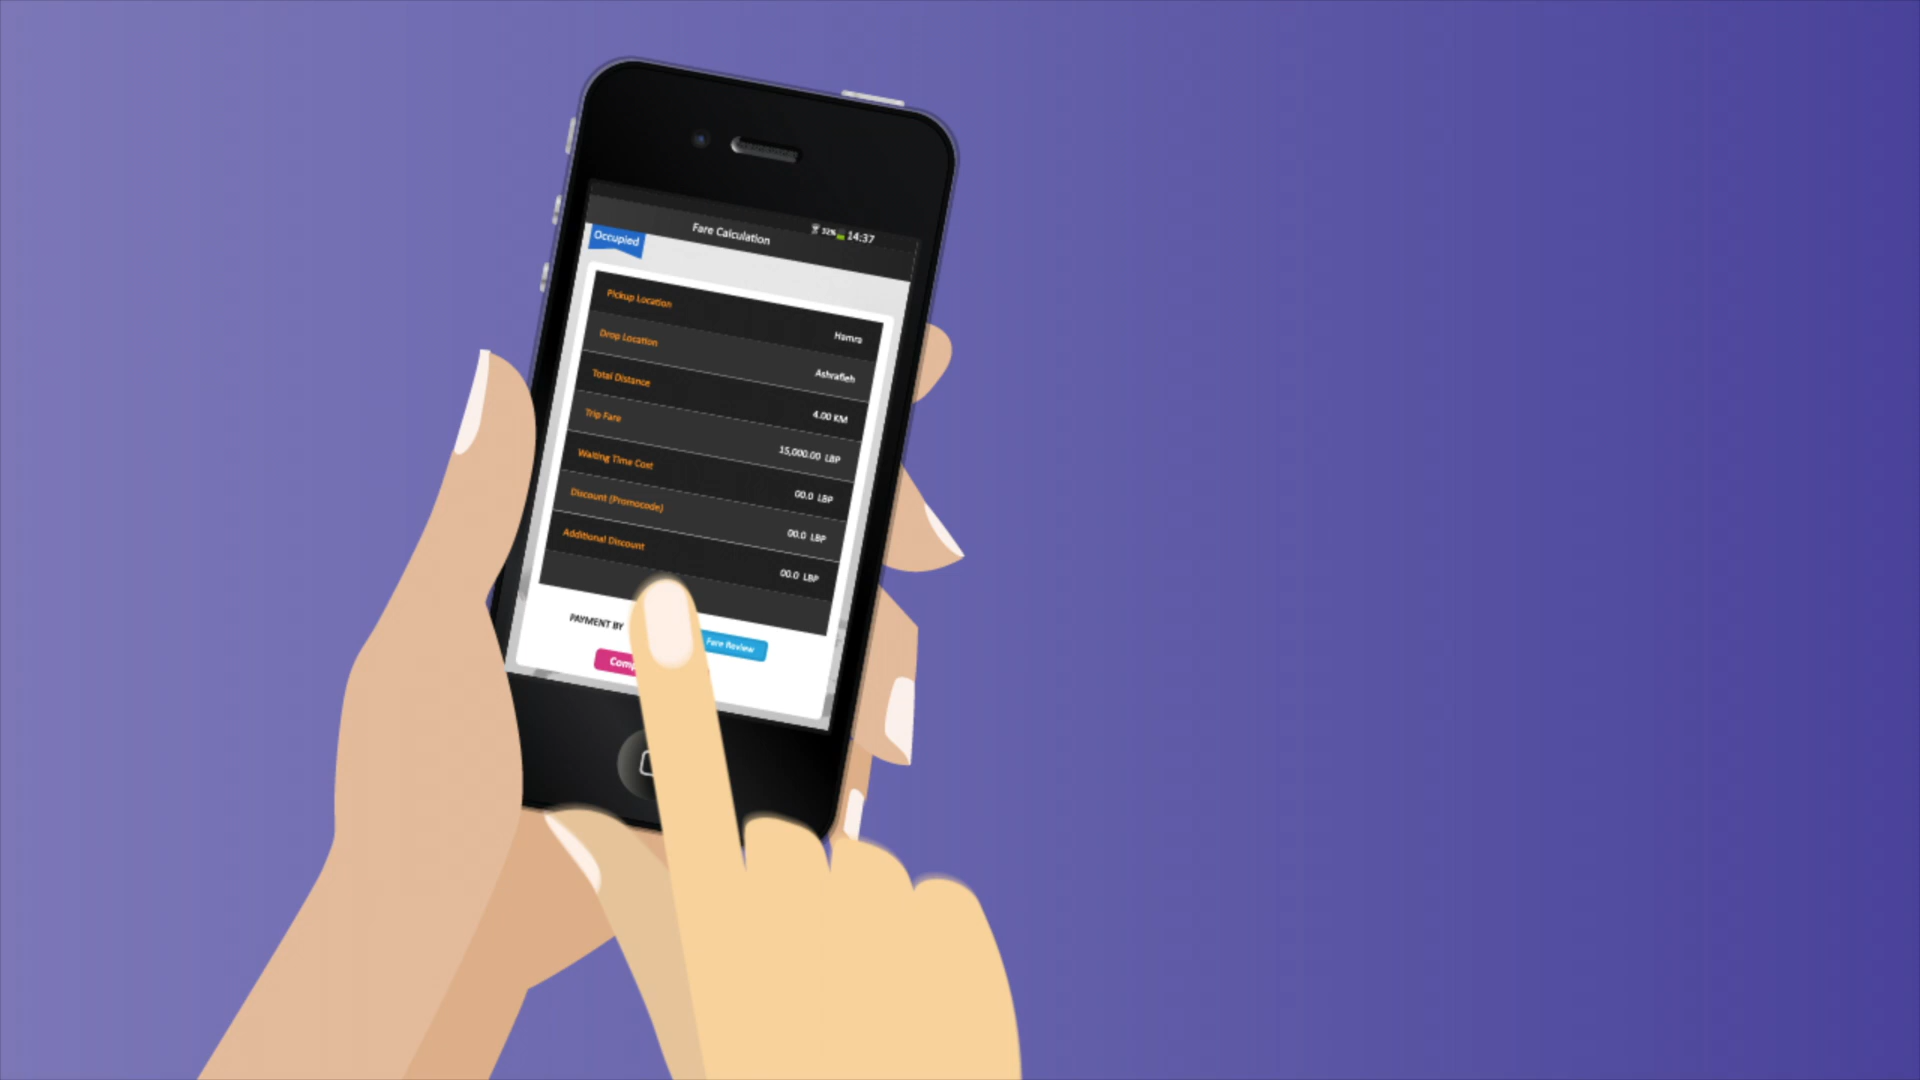 Fare Calculation
32% 14:37
Occupied
Pickup Location
Hamra
Drop Location
Ashrafieh
Total Distance
4.00 KM
Trip Fare
15,000.00 LBP
Waiting Time Cost
00.0 LBP
Discount (Promocode)
00.0 LBP
Additional Discount
00.0 LBP
PAYMENT BY
Fare Review